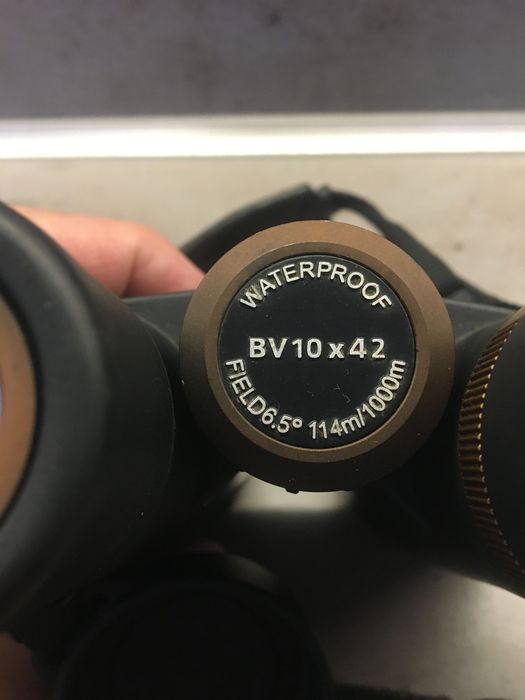 WATERPROOF
BV10x42
FIELD6.5° 114m/1000m